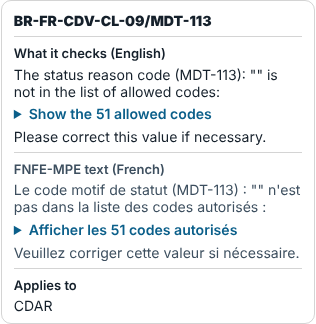 BR-FR-CDV-CL-09/MDT-113
What it checks (English)
The status reason code (MDT-113): "" is
not in the list of allowed codes:
▶ Show the 51 allowed codes
Please correct this value if necessary.
FNFE-MPE text (French)
Le code motif de statut (MDT-113) : "" n'est
pas dans la liste des codes autorisés :
▶ Afficher les 51 codes autorisés
Veuillez corriger cette valeur si nécessaire.
Applies to
CDAR